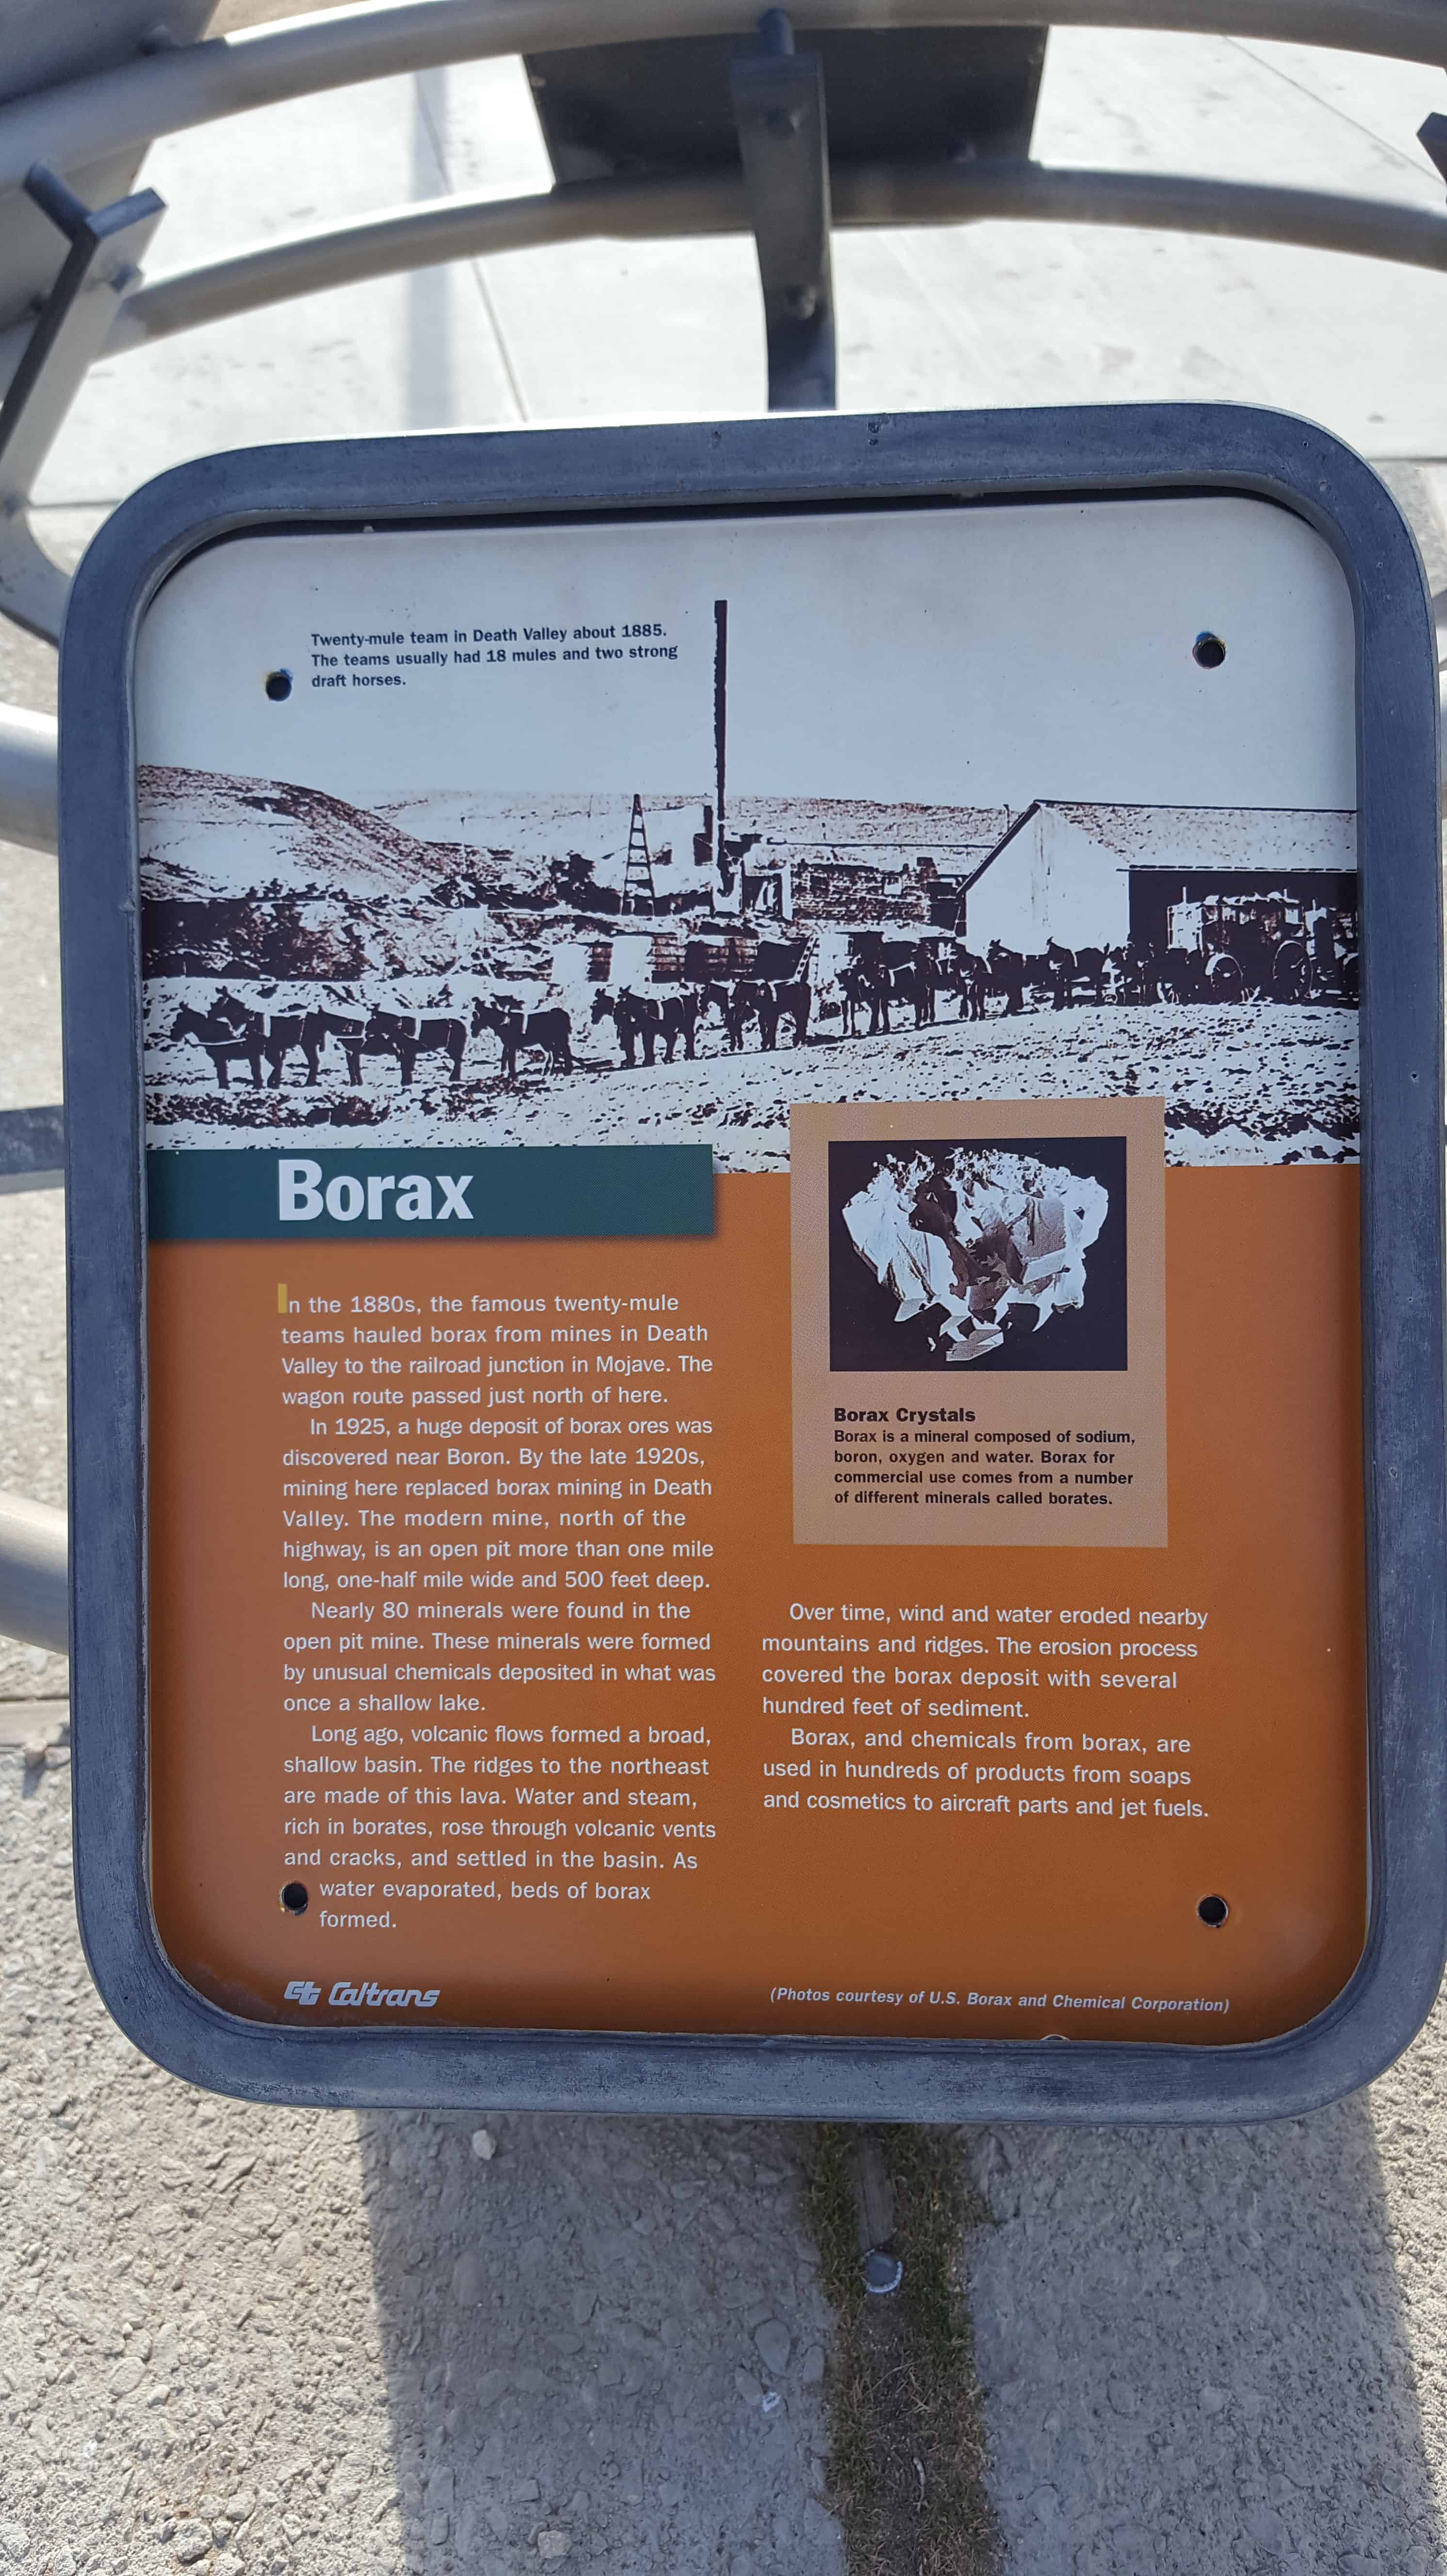 Twenty-mule team in Death Valley about 1885.
The teams usually had 18 mules and two strong
draft horses.
Borax
In the 1880s, the famous twenty-mule
teams hauled borax from mines in Death
Valley to the railroad junction in Mojave. The
wagon route passed just north of here.
In 1925, a huge deposit of borax ores was
discovered near Boron. By the late 1920s,
mining here replaced borax mining in Death
Valley. The modern mine, north of the
highway, is an open pit more than one mile
long, one-half mile wide and 500 feet deep.
Nearly 80 minerals were found in the
open pit mine. These minerals were formed
by unusual chemicals deposited in what was
once a shallow lake.
Long ago, volcanic flows formed a broad,
shallow basin. The ridges to the northeast
are made of this lava. Water and steam,
rich in borates, rose through volcanic vents
and cracks, and settled in the basin. As
water evaporated, beds of borax
formed.
Borax Crystals
Borax is a mineral composed of sodium,
boron, oxygen and water. Borax for
commercial use comes from a number
of different minerals called borates.
Over time, wind and water eroded nearby
mountains and ridges. The erosion process
covered the borax deposit with several
hundred feet of sediment.
Borax, and chemicals from borax, are
used in hundreds of products from soaps
and cosmetics to aircraft parts and jet fuels.
ct Caltrans
(Photos courtesy of U.S. Borax and Chemical Corporation)